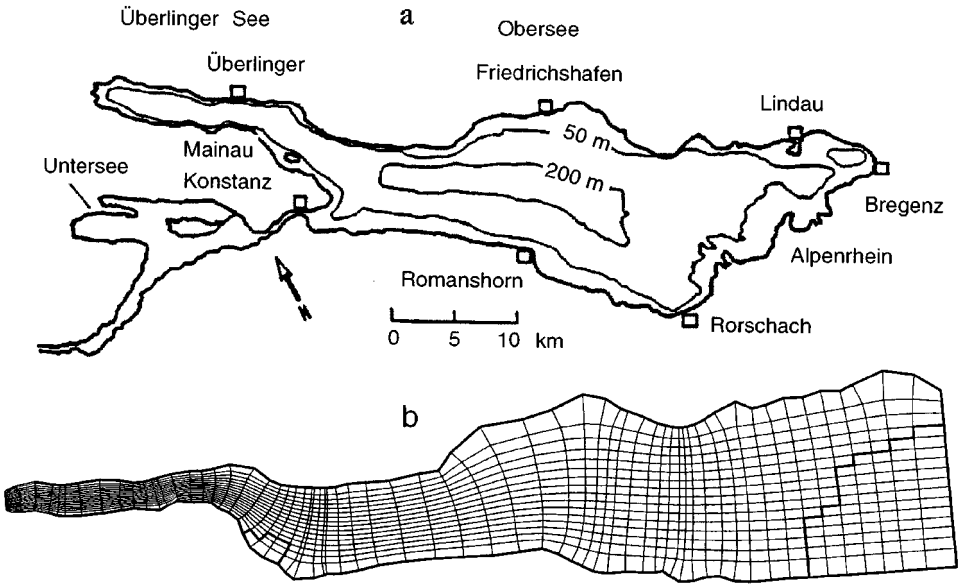 a
Überlinger See
Obersee
Überlinger
Friedrichshafen
Lindau
50 m
Mainau
Untersee
200 m
Konstanz
Bregenz
Alpenrhein
N
Romanshorn
Rorschach
0 5 10 km
b